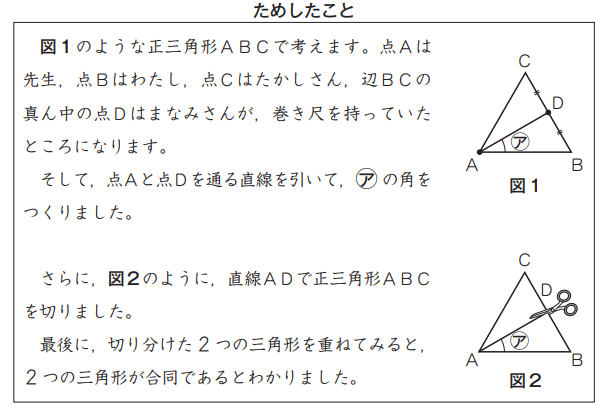 ためしたこと
図1のような正三角形ABCで考えます。点Aは
先生,点Bはわたし,点Cはたかしさん,辺BCの
真ん中の点Dはまなみさんが,巻き尺を持っていた
ところになります。
そして,点Aと点Dを通る直線を引いて,㋐の角を
つくりました。
C
D
㋐
A
B
図1
さらに,図2のように,直線ADで正三角形ABC
を切りました。
最後に,切り分けた2つの三角形を重ねてみると,
2つの三角形が合同であるとわかりました。
C
D
㋐
A
B
図2